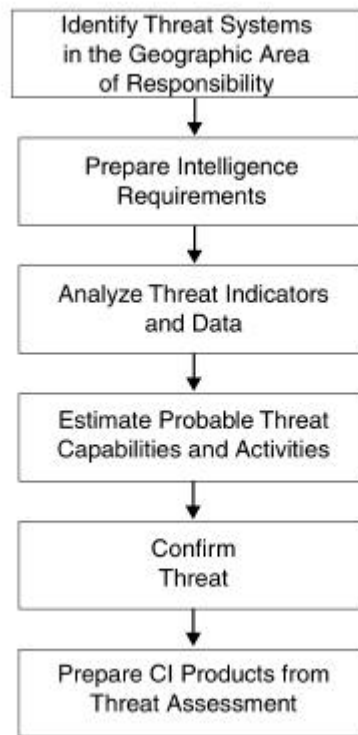 Identify Threat Systems
in the Geographic Area
of Responsibility
Prepare Intelligence
Requirements
Analyze Threat Indicators
and Data
Estimate Probable Threat
Capabilities and Activities
Confirm
Threat
Prepare CI Products from
Threat Assessment